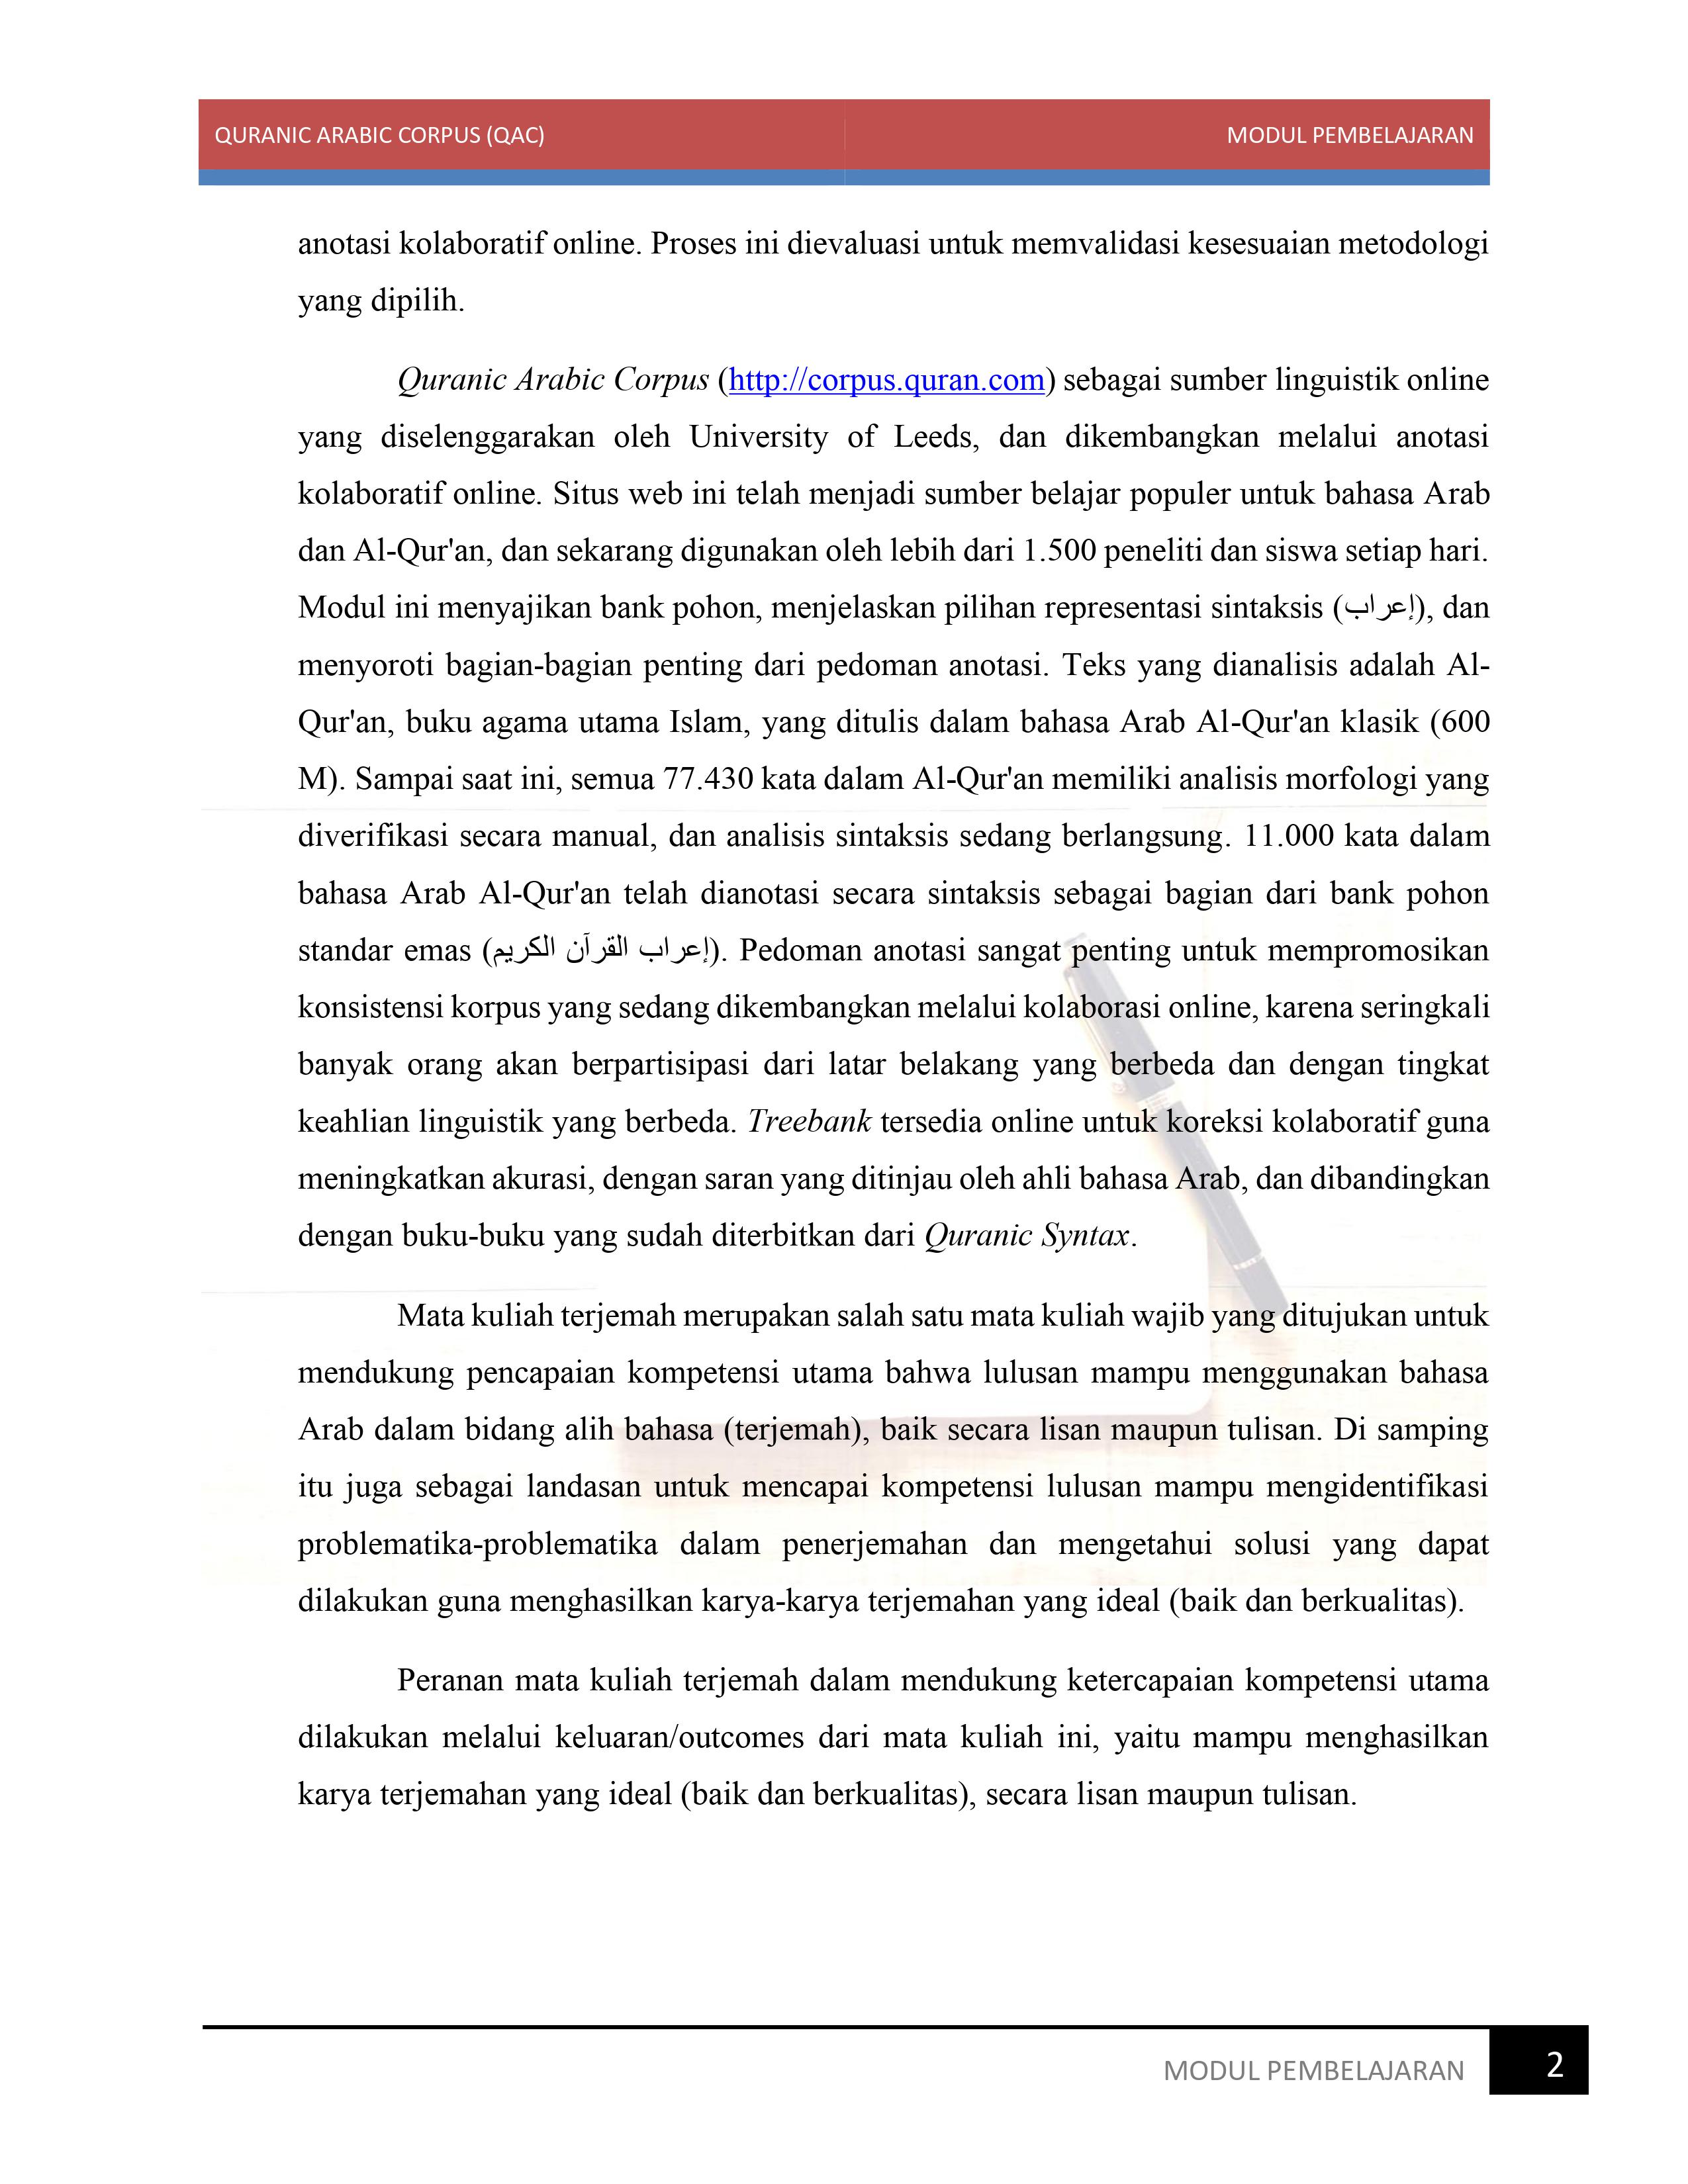 QURANIC ARABIC CORPUS (QAC) MODUL PEMBELAJARAN
anotasi kolaboratif online. Proses ini dievaluasi untuk memvalidasi kesesuaian metodologi
yang dipilih.
Quranic Arabic Corpus (http://corpus.quran.com) sebagai sumber linguistik online
yang diselenggarakan oleh University of Leeds, dan dikembangkan melalui anotasi
kolaboratif online. Situs web ini telah menjadi sumber belajar populer untuk bahasa Arab
dan Al-Qur'an, dan sekarang digunakan oleh lebih dari 1.500 peneliti dan siswa setiap hari.
Modul ini menyajikan bank pohon, menjelaskan pilihan representasi sintaksis (إعراب), dan
menyoroti bagian-bagian penting dari pedoman anotasi. Teks yang dianalisis adalah Al-
Qur'an, buku agama utama Islam, yang ditulis dalam bahasa Arab Al-Qur'an klasik (600
M). Sampai saat ini, semua 77.430 kata dalam Al-Qur'an memiliki analisis morfologi yang
diverifikasi secara manual, dan analisis sintaksis sedang berlangsung. 11.000 kata dalam
bahasa Arab Al-Qur'an telah dianotasi secara sintaksis sebagai bagian dari bank pohon
standar emas (إعراب القرآن الكريم). Pedoman anotasi sangat penting untuk mempromosikan
konsistensi korpus yang sedang dikembangkan melalui kolaborasi online, karena seringkali
banyak orang akan berpartisipasi dari latar belakang yang berbeda dan dengan tingkat
keahlian linguistik yang berbeda. Treebank tersedia online untuk koreksi kolaboratif guna
meningkatkan akurasi, dengan saran yang ditinjau oleh ahli bahasa Arab, dan dibandingkan
dengan buku-buku yang sudah diterbitkan dari Quranic Syntax.
Mata kuliah terjemah merupakan salah satu mata kuliah wajib yang ditujukan untuk
mendukung pencapaian kompetensi utama bahwa lulusan mampu menggunakan bahasa
Arab dalam bidang alih bahasa (terjemah), baik secara lisan maupun tulisan. Di samping
itu juga sebagai landasan untuk mencapai kompetensi lulusan mampu mengidentifikasi
problematika-problematika dalam penerjemahan dan mengetahui solusi yang dapat
dilakukan guna menghasilkan karya-karya terjemahan yang ideal (baik dan berkualitas).
Peranan mata kuliah terjemah dalam mendukung ketercapaian kompetensi utama
dilakukan melalui keluaran/outcomes dari mata kuliah ini, yaitu mampu menghasilkan
karya terjemahan yang ideal (baik dan berkualitas), secara lisan maupun tulisan.
MODUL PEMBELAJARAN 2